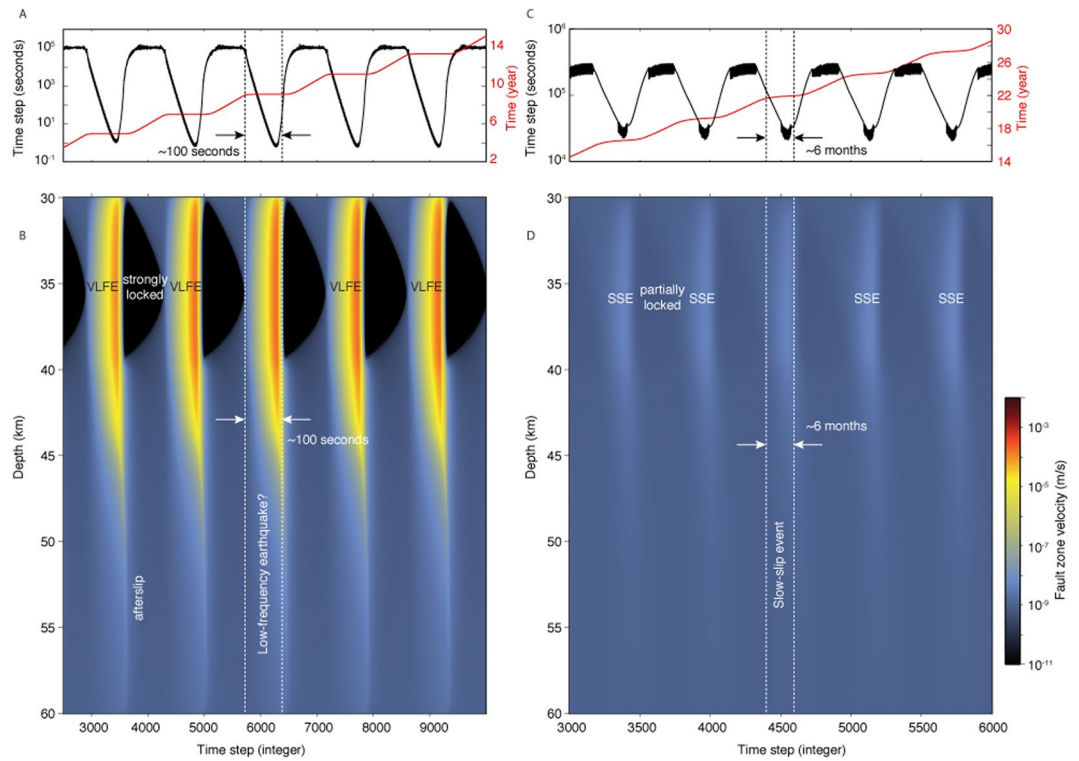 A
Time step (seconds)
10^6
10^3
10^1
10^-1
~100 seconds
14
10
6
2
Time (year)
C
Time step (seconds)
10^6
10^5
10^4
~6 months
30
26
22
18
14
Time (year)
B
Depth (km)
30
35
40
45
50
55
60
VLFE
strongly
locked
VLFE
VLFE
VLFE
~100 seconds
Low-frequency earthquake?
afterslip
3000 4000 5000 6000 7000 8000 9000
Time step (integer)
D
Depth (km)
30
35
40
45
50
55
60
SSE
partially
locked
SSE
SSE
SSE
~6 months
Slow-slip event
3000 3500 4000 4500 5000 5500 6000
Time step (integer)
10^-3
10^-5
10^-7
10^-9
10^-11
Fault zone velocity (m/s)